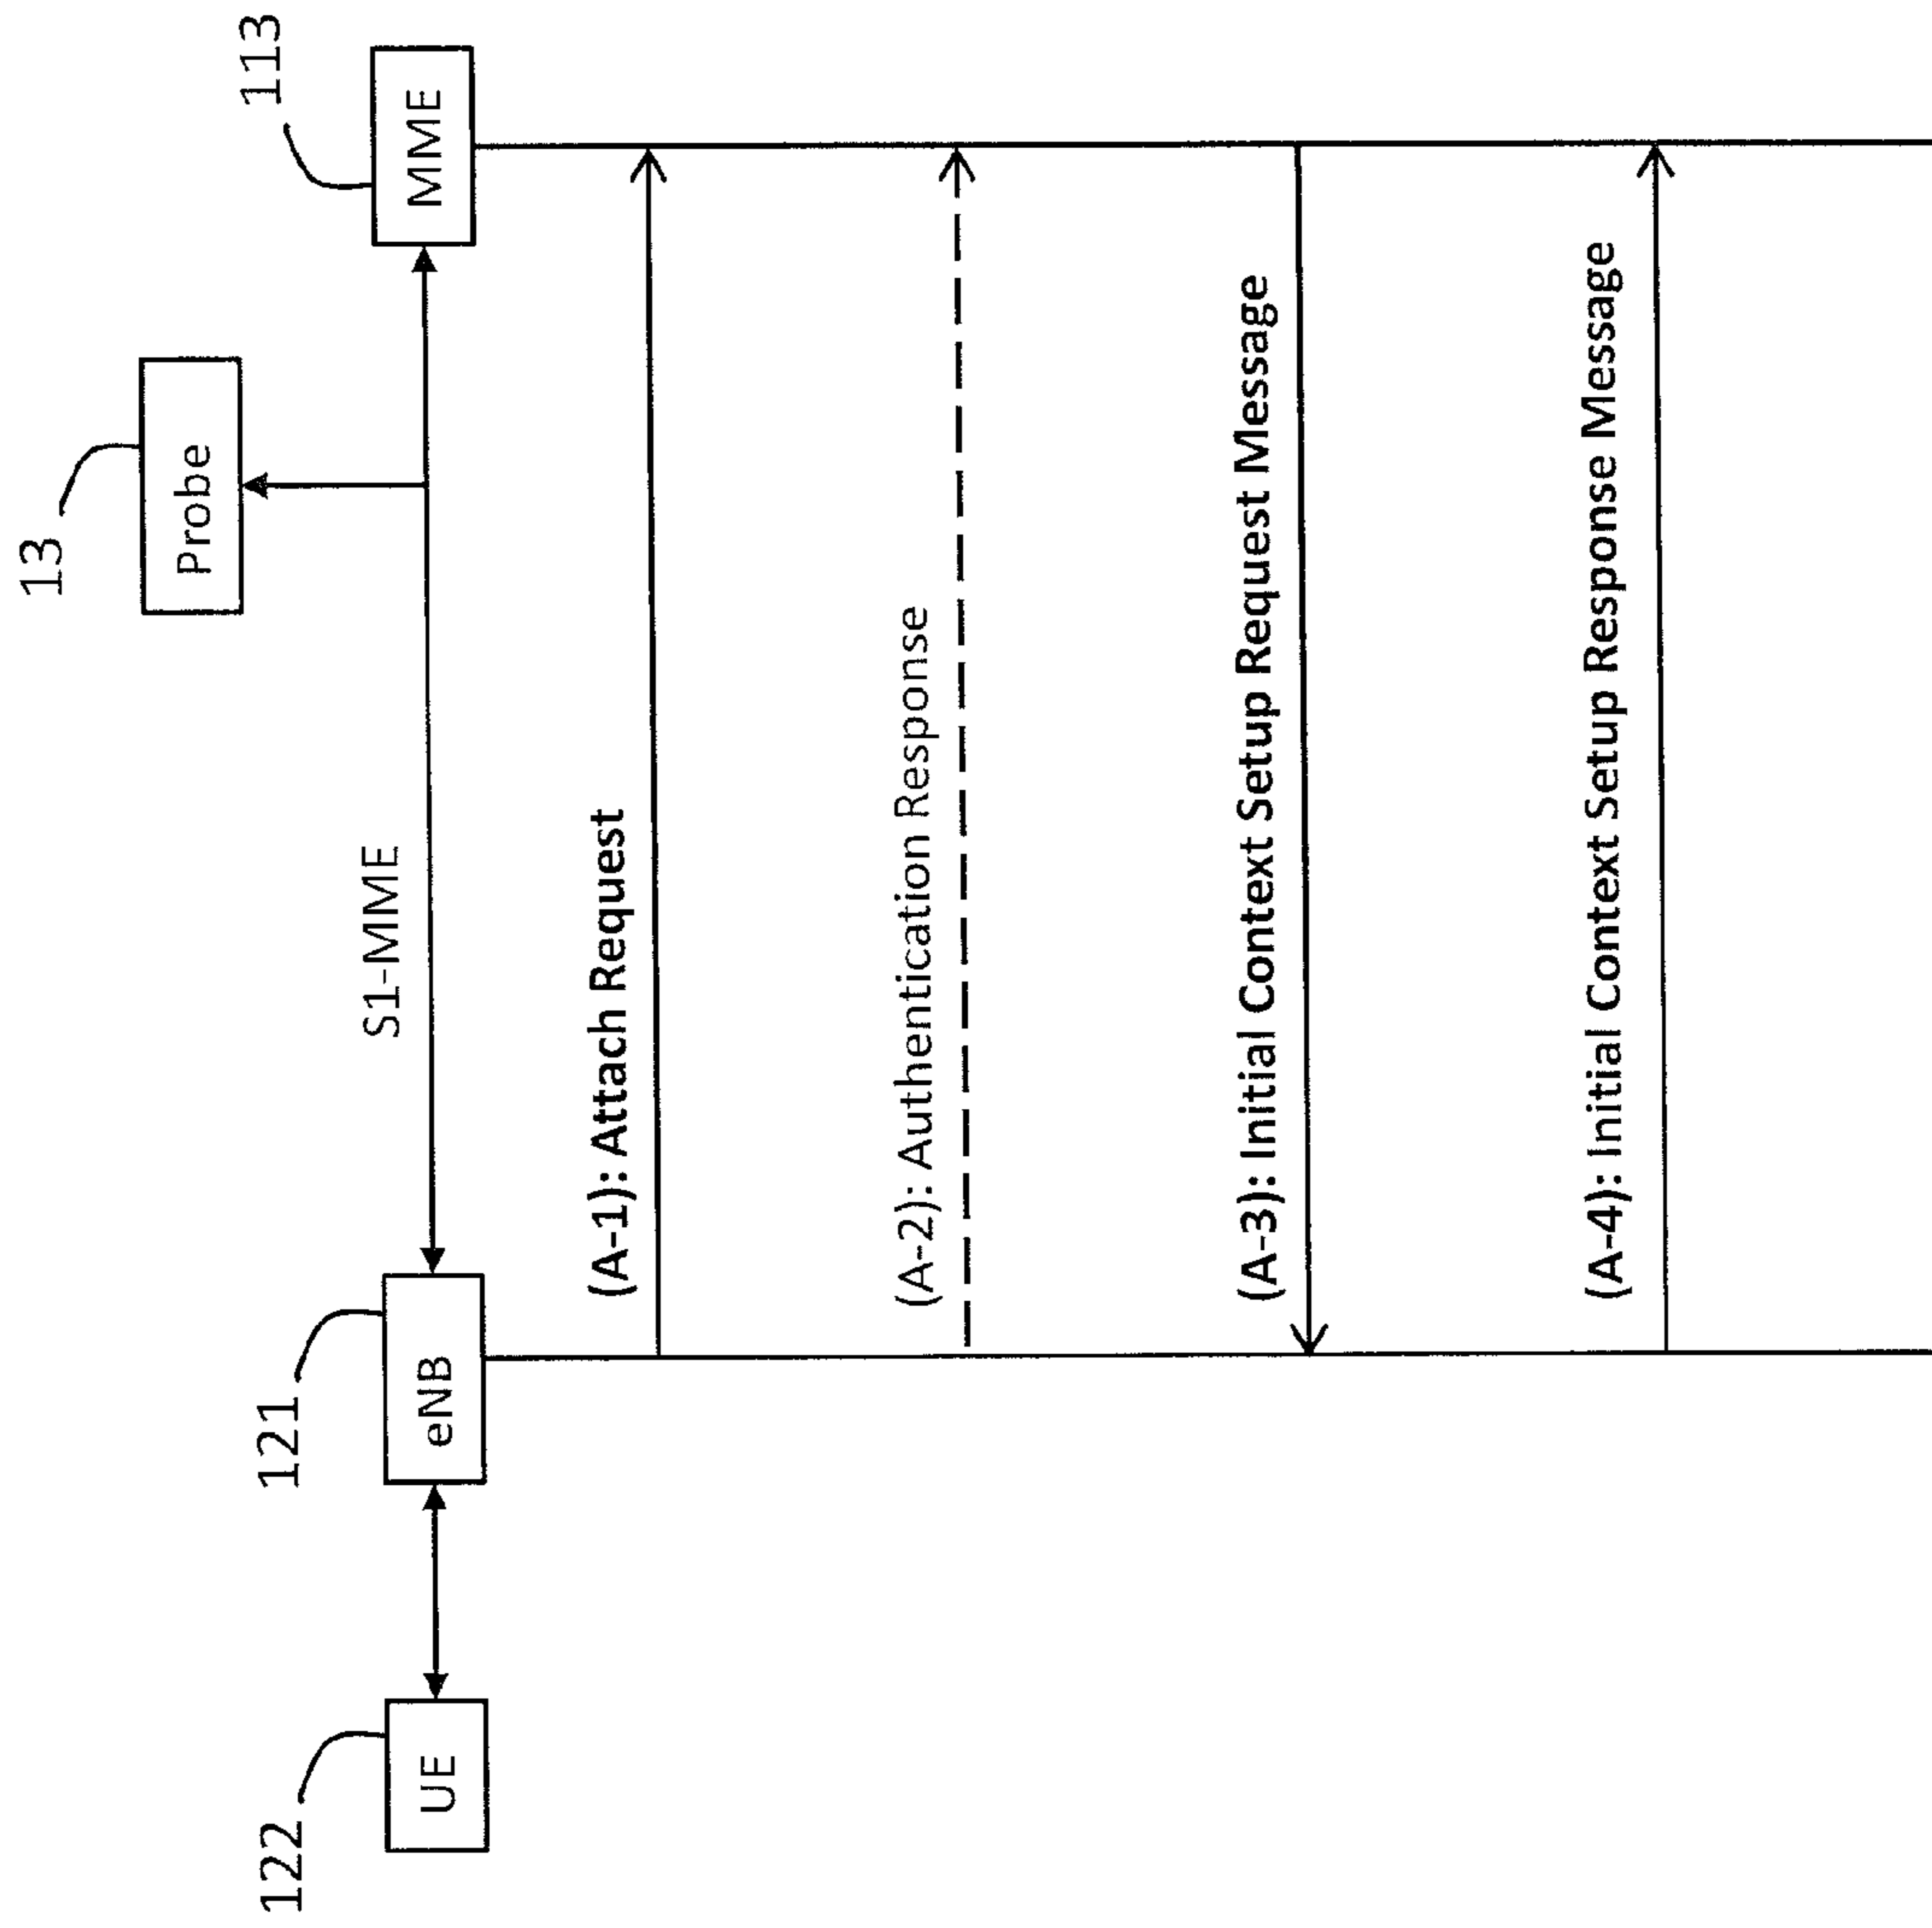 13
113
Probe
S1-MME
122
121
UE
eNB
MME
(A-1): Attach Request
(A-2): Authentication Response
(A-3): Initial Context Setup Request Message
(A-4): Initial Context Setup Response Message